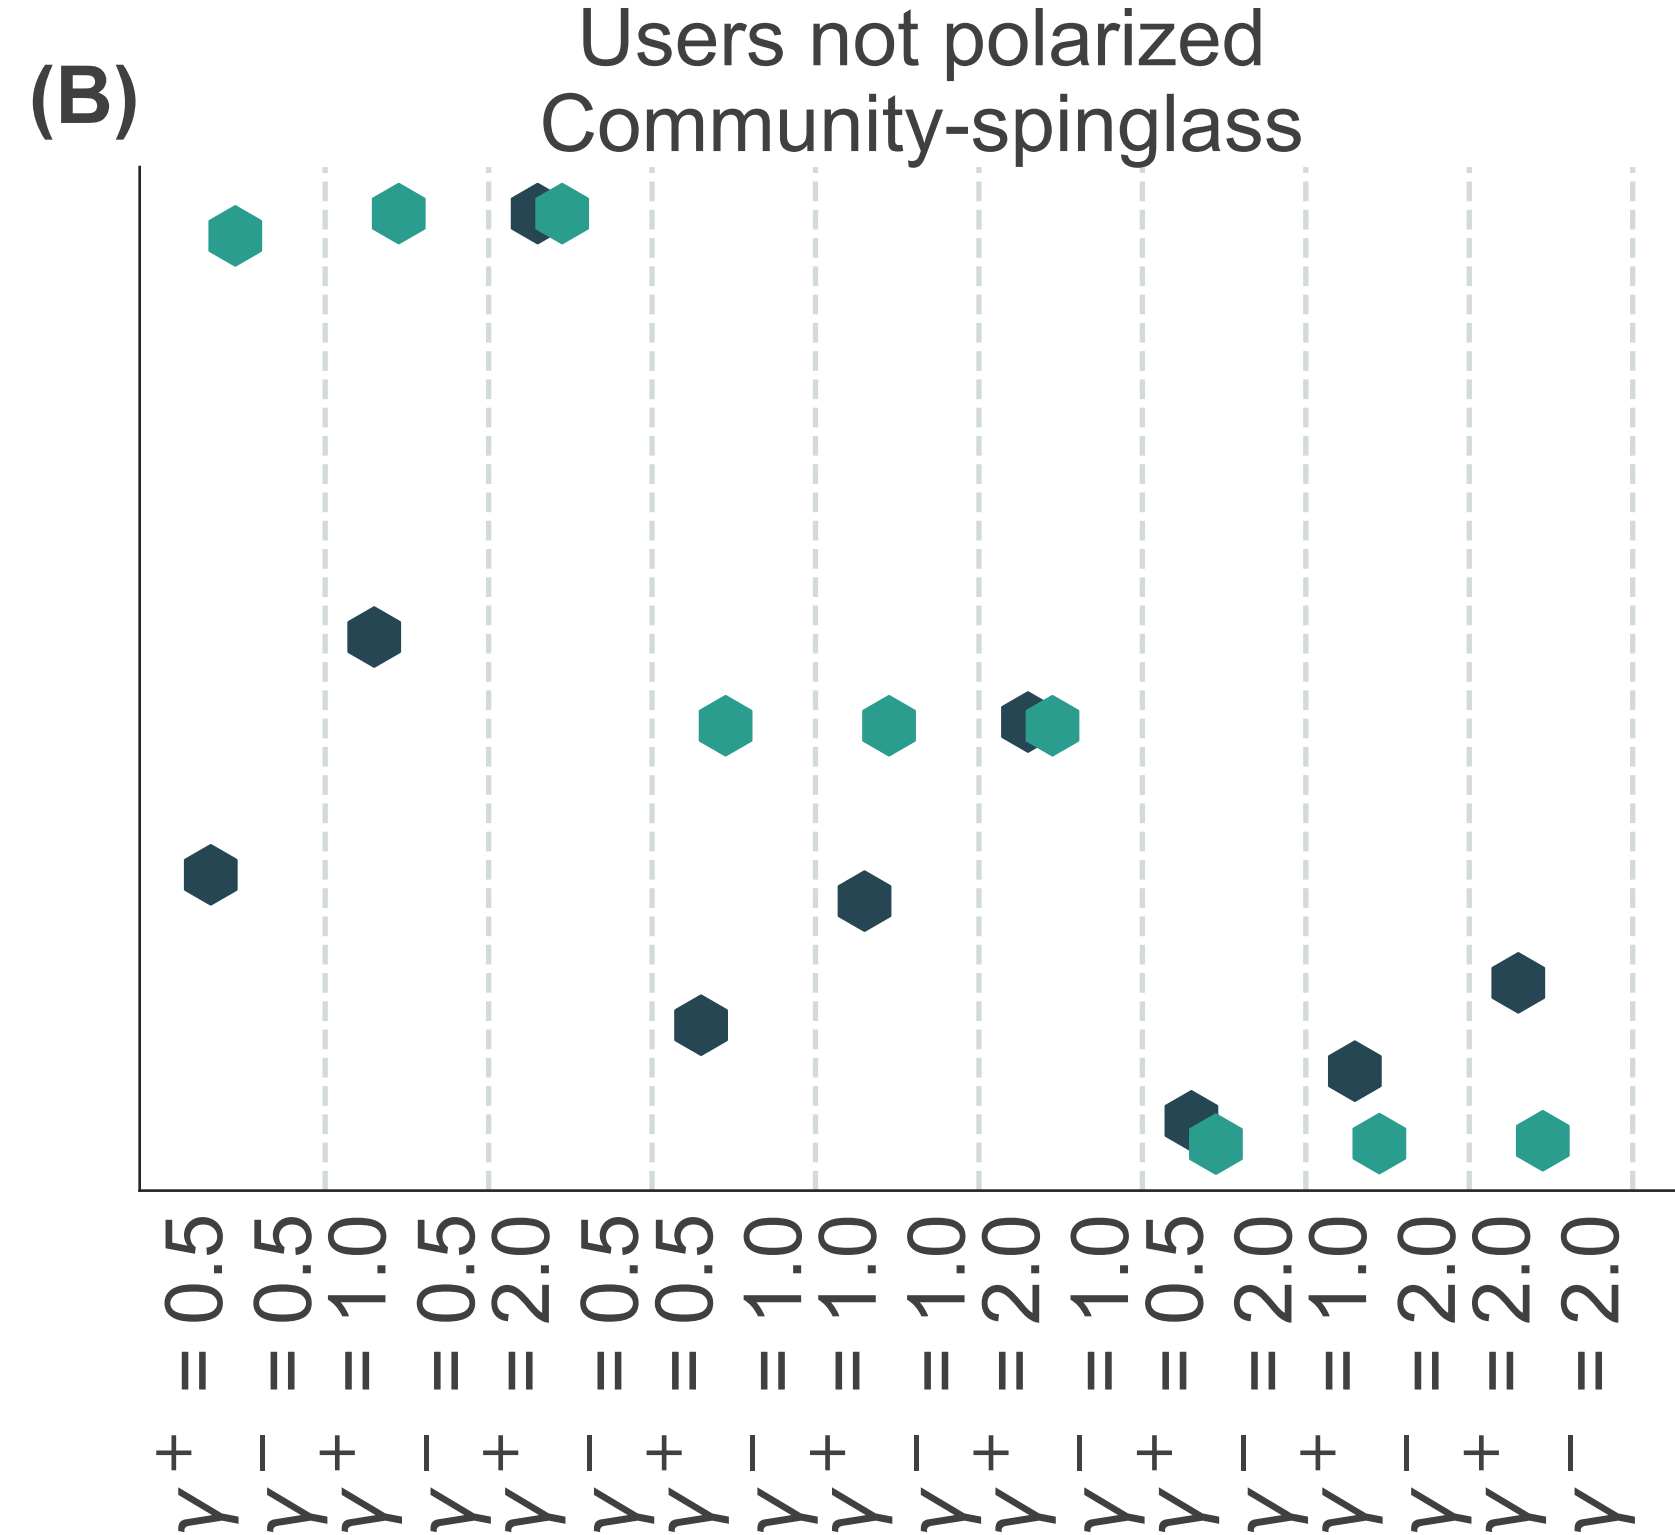 (B)
Users not polarized
Community-spinglass
γ⁺ = 0.5
γ⁻ = 0.5
γ⁺ = 1.0
γ⁻ = 0.5
γ⁺ = 2.0
γ⁻ = 0.5
γ⁺ = 0.5
γ⁻ = 1.0
γ⁺ = 1.0
γ⁻ = 1.0
γ⁺ = 2.0
γ⁻ = 1.0
γ⁺ = 0.5
γ⁻ = 2.0
γ⁺ = 1.0
γ⁻ = 2.0
γ⁺ = 2.0
γ⁻ = 2.0